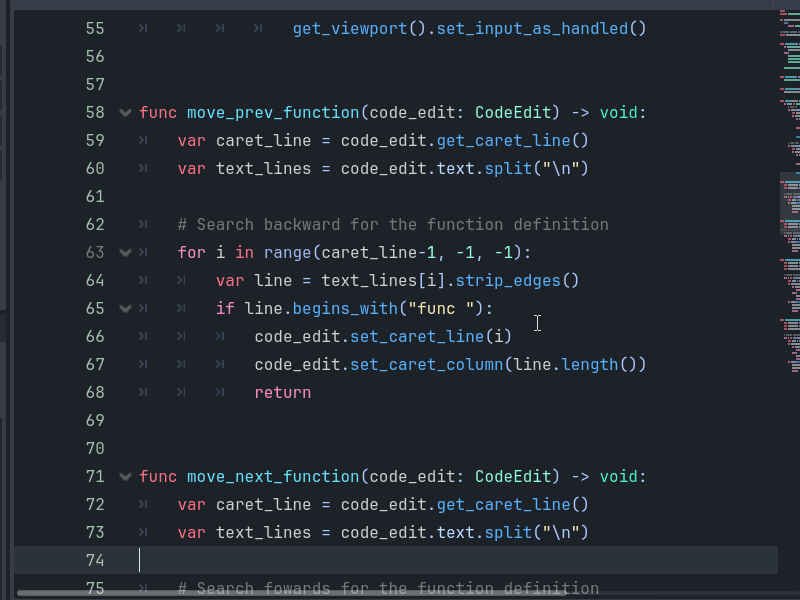 55 get_viewport().set_input_as_handled()
56
57
58 func move_prev_function(code_edit: CodeEdit) -> void:
59 var caret_line = code_edit.get_caret_line()
60 var text_lines = code_edit.text.split("\n")
61
62 # Search backward for the function definition
63 for i in range(caret_line-1, -1, -1):
64 var line = text_lines[i].strip_edges()
65 if line.begins_with("func "):
66 code_edit.set_caret_line(i)
67 code_edit.set_caret_column(line.length())
68 return
69
70
71 func move_next_function(code_edit: CodeEdit) -> void:
72 var caret_line = code_edit.get_caret_line()
73 var text_lines = code_edit.text.split("\n")
74
75 # Search fowards for the function definition